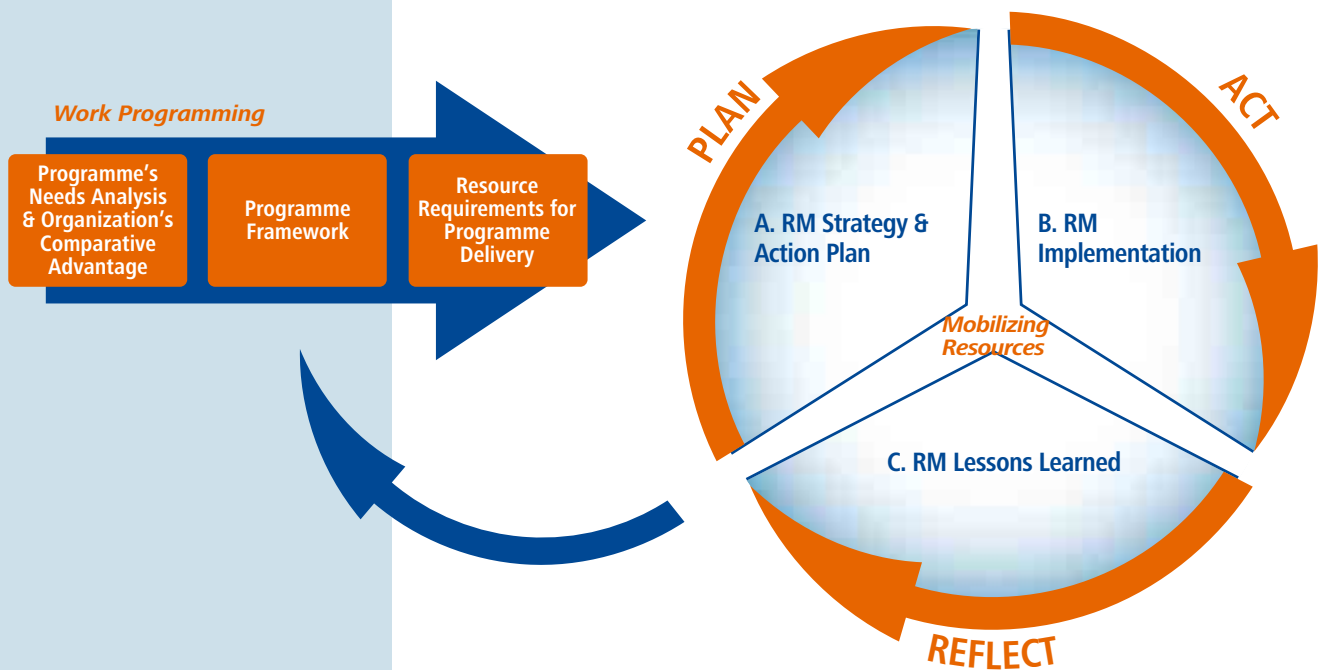 Work Programming
Programme's
Needs Analysis
& Organization's
Comparative
Advantage
Programme
Framework
Resource
Requirements for
Programme
Delivery
PLAN
ACT
A. RM Strategy &
Action Plan
B. RM
Implementation
Mobilizing
Resources
C. RM Lessons Learned
REFLECT